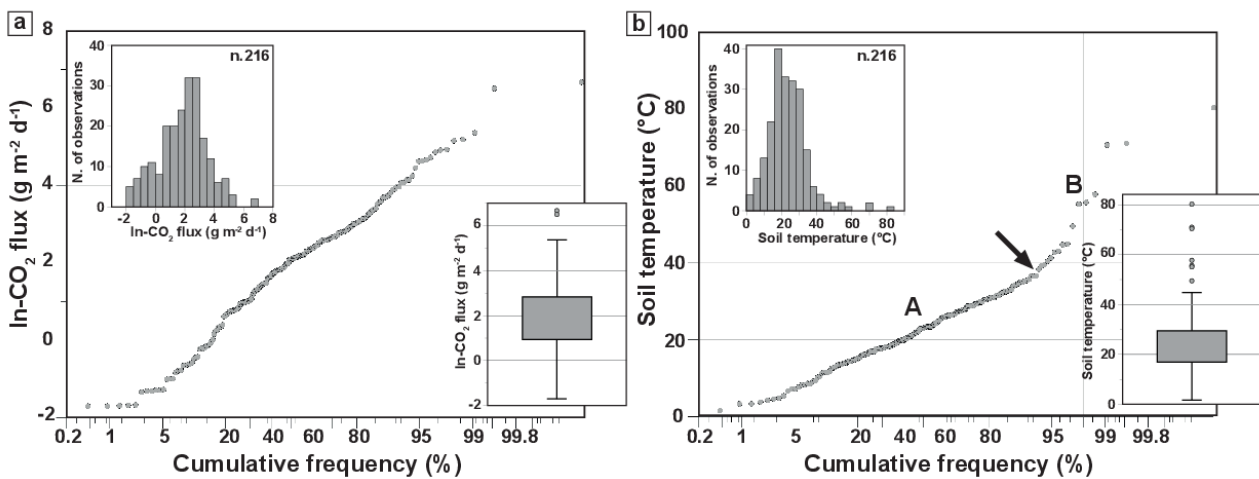 a
8
6
4
2
0
-2
ln-CO2 flux (g m-2 d-1)
0.2 1 5 20 40 60 80 95 99 99.8
Cumulative frequency (%)
n.216
40
30
20
10
0
N. of observations
-2 0 2 4 6 8
ln-CO2 flux (g m-2 d-1)
6
4
2
0
-2
ln-CO2 flux (g m-2 d-1)
b
100
80
60
40
20
0
Soil temperature (°C)
0.2 1 5 20 40 60 80 95 99 99.8
Cumulative frequency (%)
A
B
n.216
40
30
20
10
0
N. of observations
0 20 40 60 80
Soil temperature (°C)
80
60
40
20
0
Soil temperature (°C)